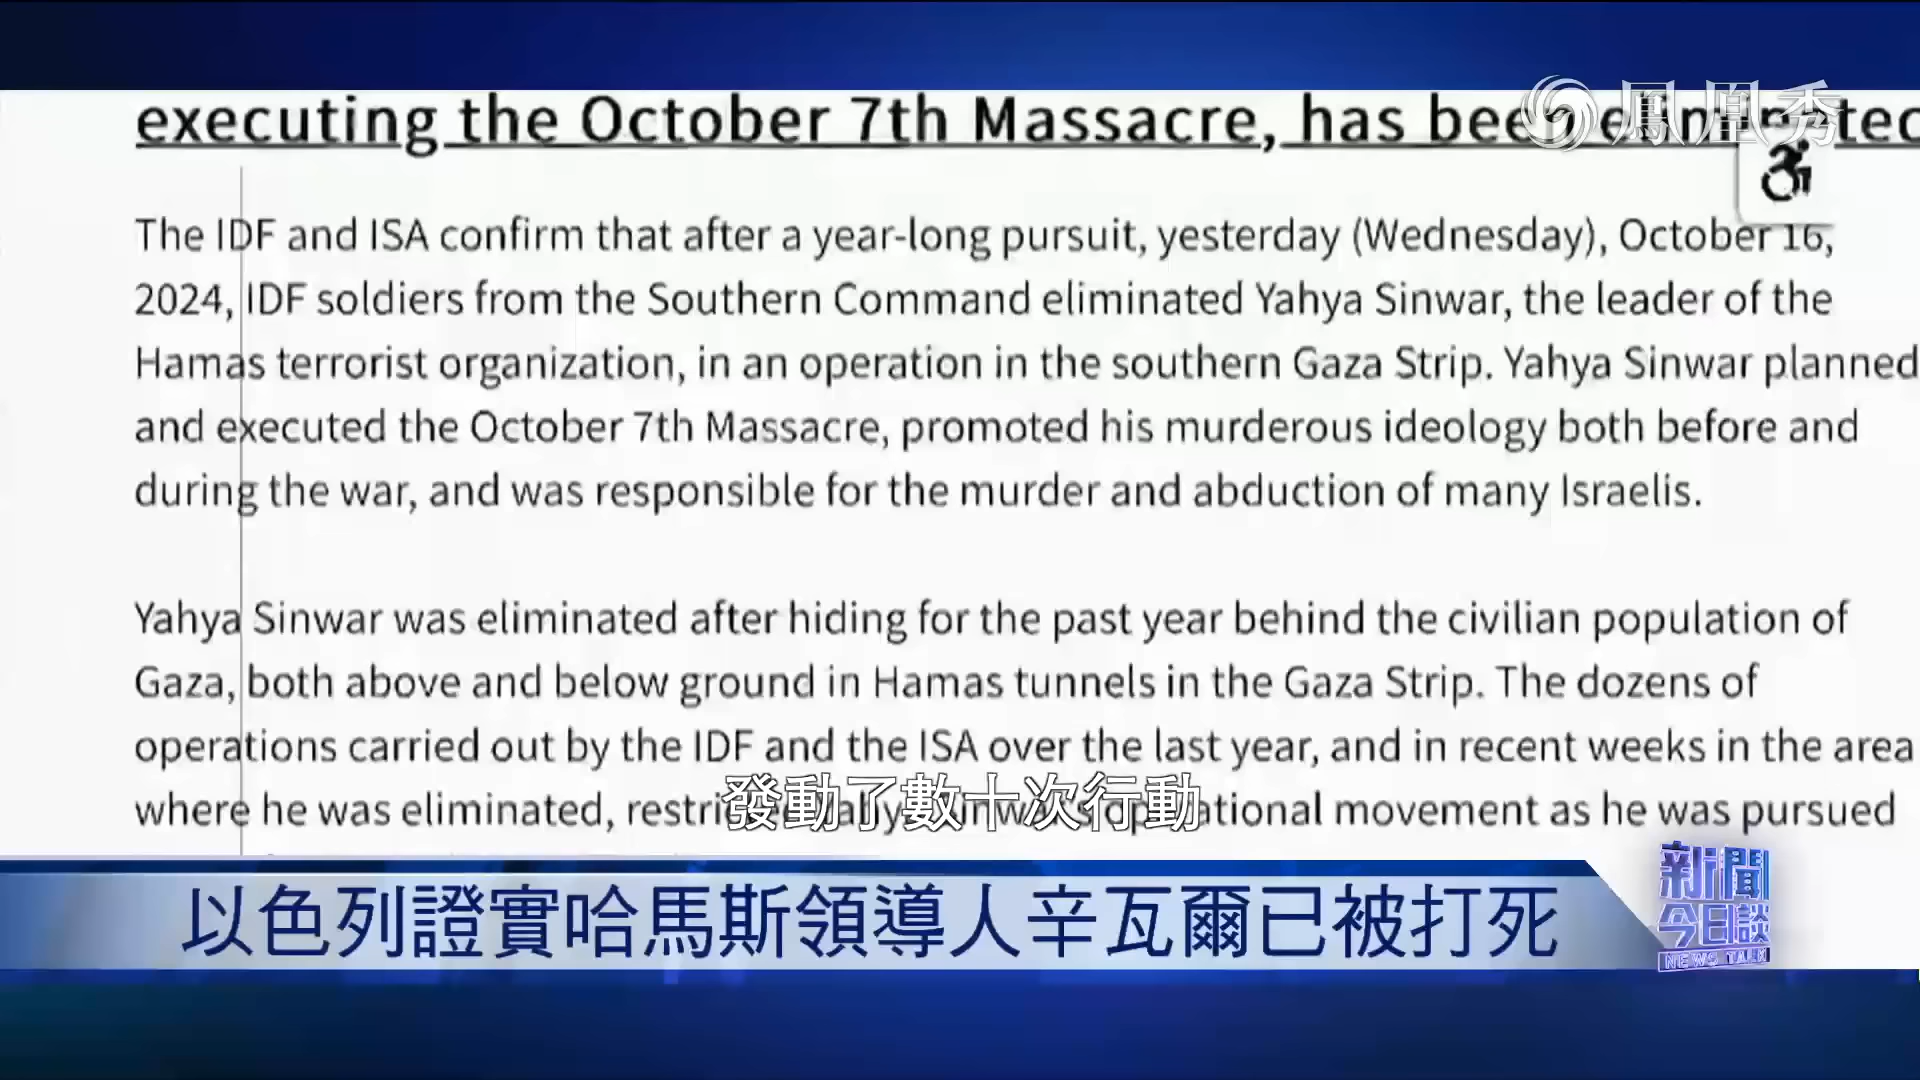 鳳凰秀
executing the October 7th Massacre, has been eliminated
The IDF and ISA confirm that after a year-long pursuit, yesterday (Wednesday), October 16,
2024, IDF soldiers from the Southern Command eliminated Yahya Sinwar, the leader of the
Hamas terrorist organization, in an operation in the southern Gaza Strip. Yahya Sinwar planned
and executed the October 7th Massacre, promoted his murderous ideology both before and
during the war, and was responsible for the murder and abduction of many Israelis.
Yahya Sinwar was eliminated after hiding for the past year behind the civilian population of
Gaza, both above and below ground in Hamas tunnels in the Gaza Strip. The dozens of
operations carried out by the IDF and the ISA over the last year, and in recent weeks in the area
where he was eliminated, restricted Yahya Sinwar's operational movement as he was pursued
發動了數十次行動
以色列證實哈馬斯領導人辛瓦爾已被打死
新聞
今日談
NEWS TALK